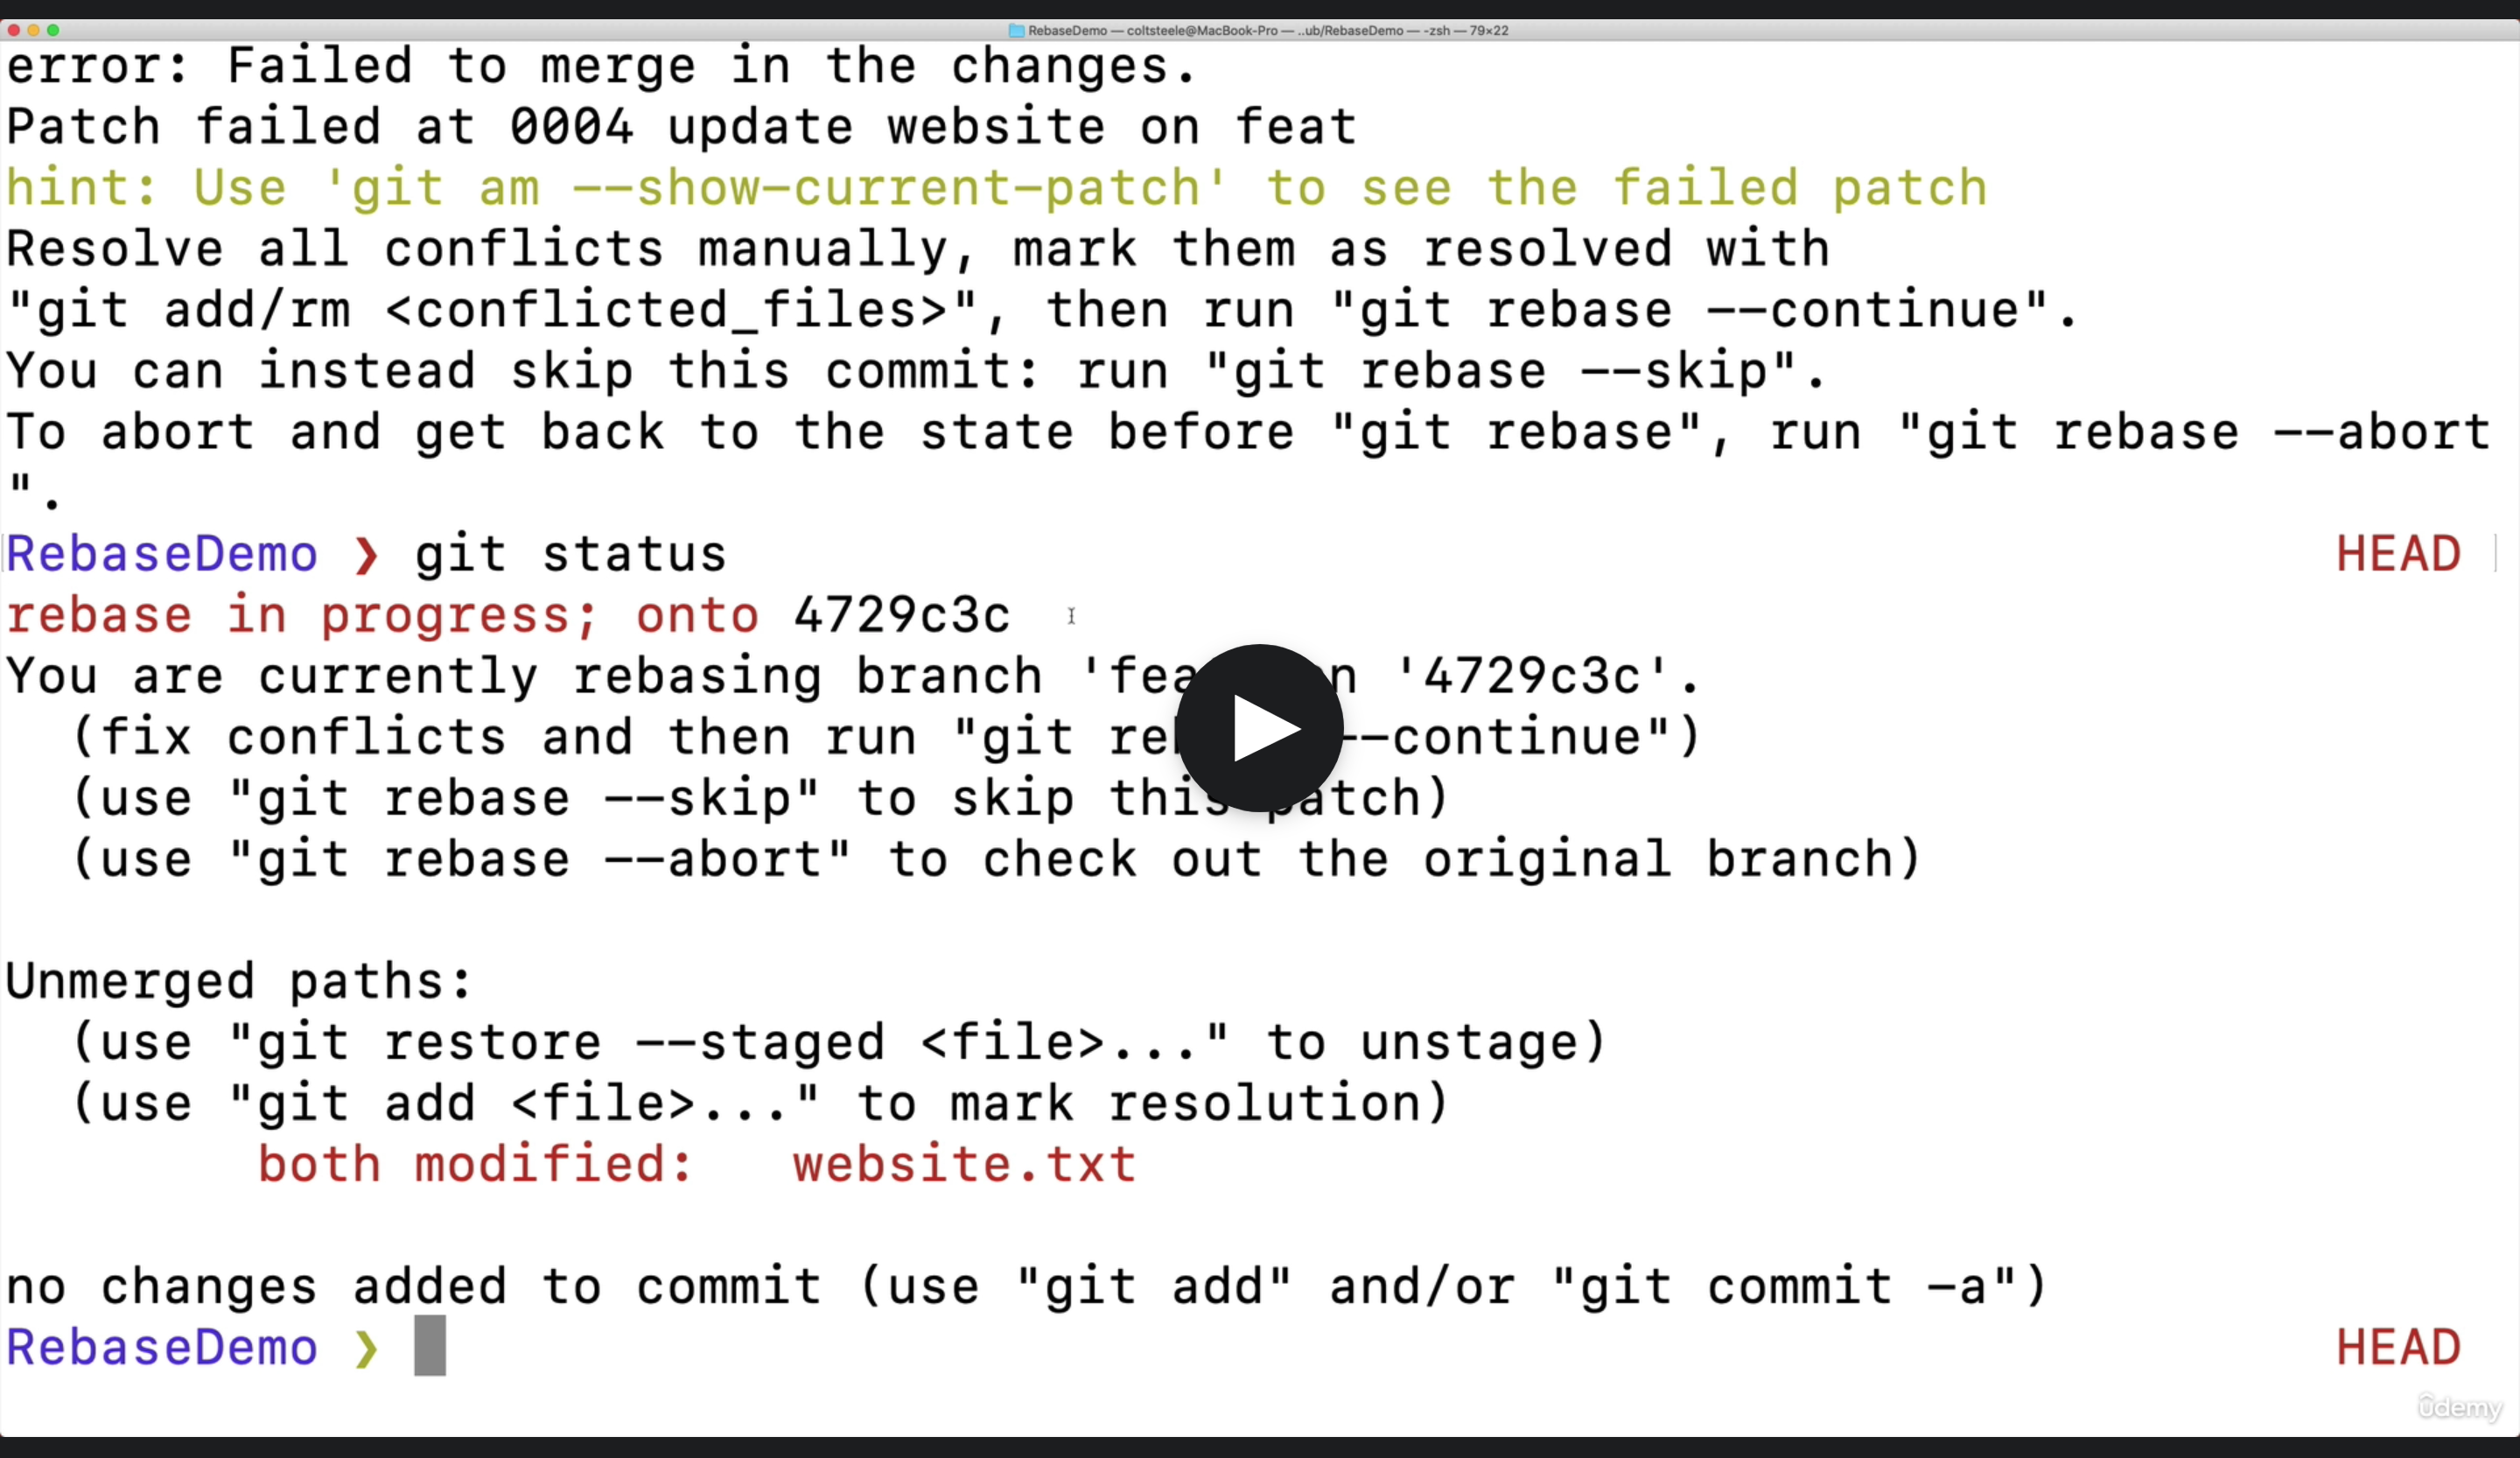 RebaseDemo — coltsteele@MacBook-Pro — ..ub/RebaseDemo — -zsh — 79×22
error: Failed to merge in the changes.
Patch failed at 0004 update website on feat
hint: Use 'git am --show-current-patch' to see the failed patch
Resolve all conflicts manually, mark them as resolved with
"git add/rm <conflicted_files>", then run "git rebase --continue".
You can instead skip this commit: run "git rebase --skip".
To abort and get back to the state before "git rebase", run "git rebase --abort
".
RebaseDemo ❯ git status HEAD
rebase in progress; onto 4729c3c
You are currently rebasing branch '4729c3c'.
(fix conflicts and then run "git --continue")
(use "git rebase --skip" to skip this patch)
(use "git rebase --abort" to check out the original branch)
Unmerged paths:
(use "git restore --staged <file>..." to unstage)
(use "git add <file>..." to mark resolution)
both modified: website.txt
no changes added to commit (use "git add" and/or "git commit -a")
RebaseDemo ❯ HEAD
ûdemy